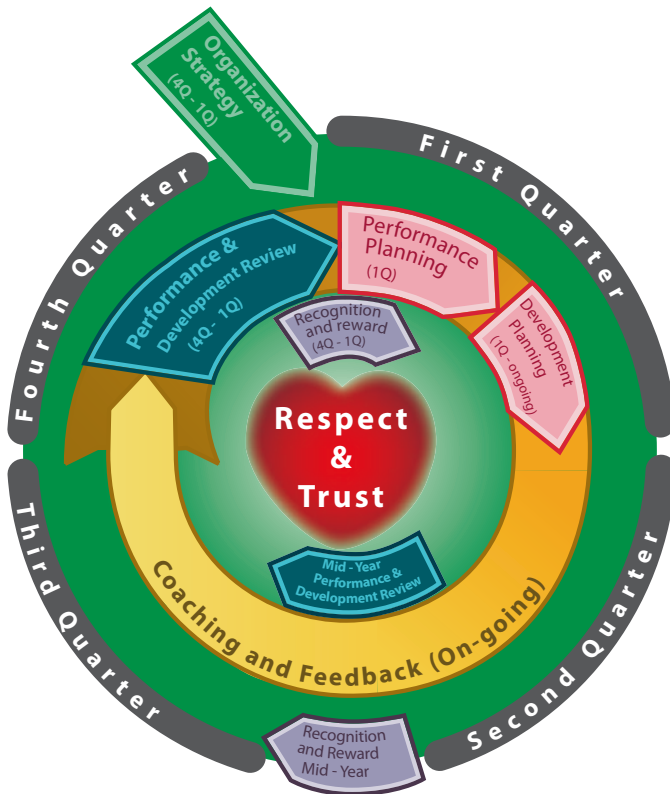 Organization
Strategy
(4Q - 1Q)
First Quarter
Fourth Quarter
Performance &
Development Review
(4Q - 1Q)
Performance
Planning
(1Q)
Development
Planning
(1Q - ongoing)
Recognition
and reward
(4Q - 1Q)
Respect
&
Trust
Mid - Year
Performance &
Development Review
Coaching and Feedback (On-going)
Third Quarter
Second Quarter
Recognition
and Reward
Mid - Year